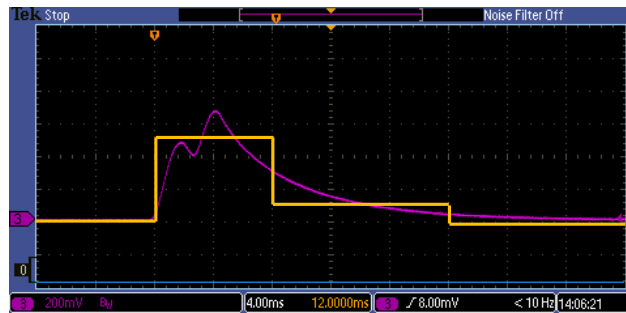 Tek Stop Noise Filter Off
T
T
3
0
3 200mV BW 4.00ms 12.0000ms 3 8.00mV < 10 Hz 14:06:21